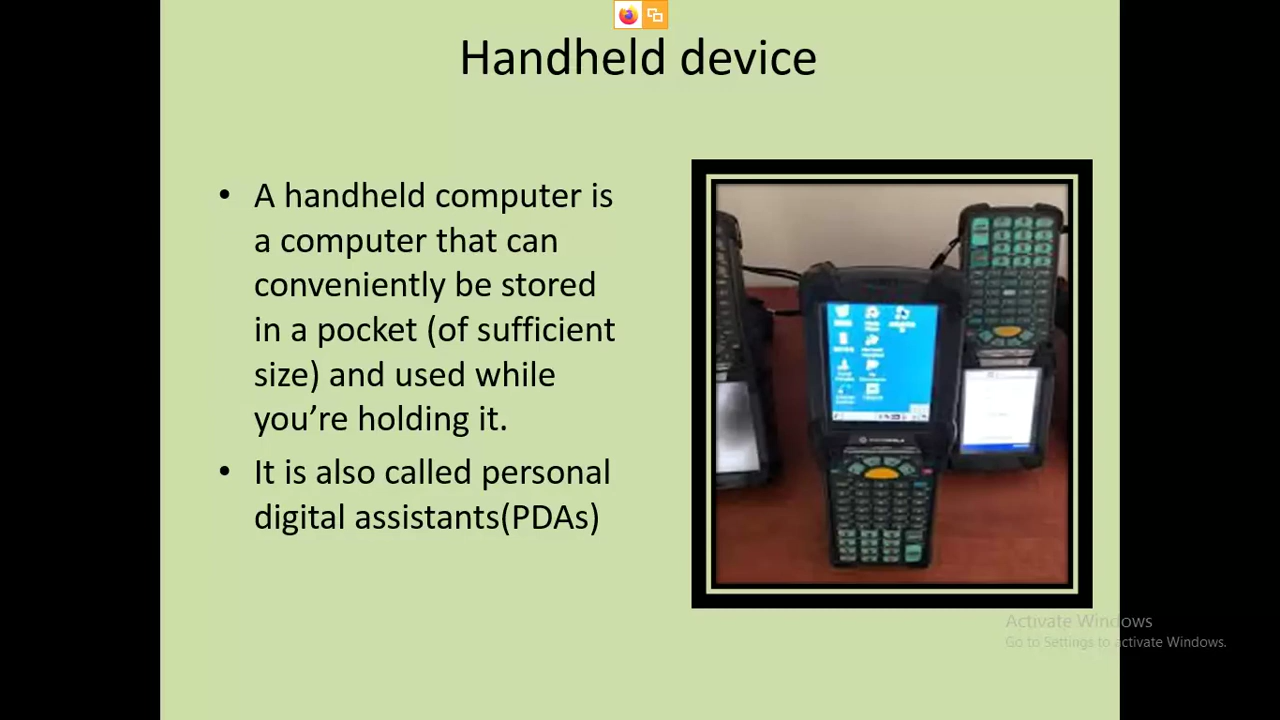 Handheld device
• A handheld computer is
a computer that can
conveniently be stored
in a pocket (of sufficient
size) and used while
you’re holding it.
• It is also called personal
digital assistants(PDAs)
Activate Windows
Go to Settings to activate Windows.